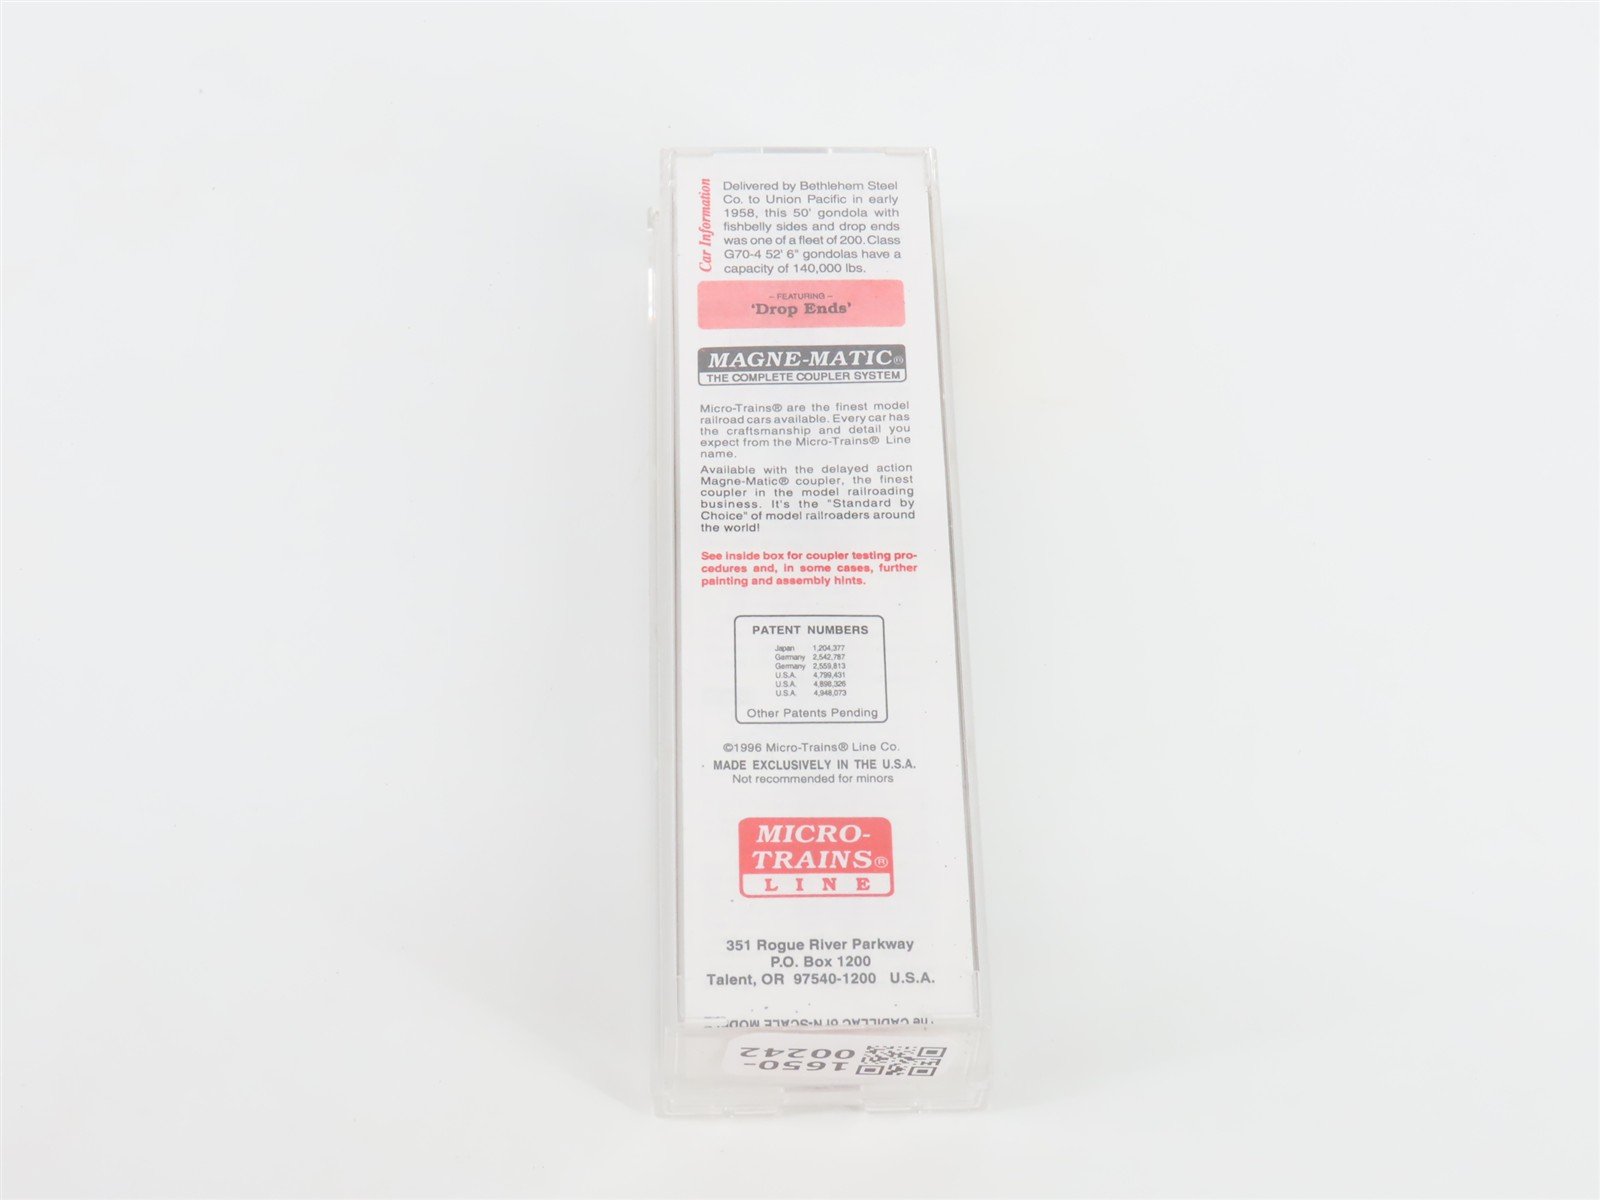 Car Information
Delivered by Bethlehem Steel
Co. to Union Pacific in early
1958, this 50' gondola with
fishbelly sides and drop ends
was one of a fleet of 200. Class
G70-4 52' 6" gondolas have a
capacity of 140,000 lbs.
– FEATURING –
'Drop Ends'
MAGNE-MATIC®
THE COMPLETE COUPLER SYSTEM
Micro-Trains® are the finest model
railroad cars available. Every car has
the craftsmanship and detail you
expect from the Micro-Trains® Line
name.
Available with the delayed action
Magne-Matic® coupler, the finest
coupler in the model railroading
business. It's the "Standard by
Choice" of model railroaders around
the world!
See inside box for coupler testing pro-
cedures and, in some cases, further
painting and assembly hints.
PATENT NUMBERS
Japan 1,204,377
Germany 2,542,787
Germany 2,559,813
U.S.A. 4,799,431
U.S.A. 4,898,326
U.S.A. 4,948,073
Other Patents Pending
©1996 Micro-Trains® Line Co.
MADE EXCLUSIVELY IN THE U.S.A.
Not recommended for minors
MICRO-
TRAINS®
LINE
351 Rogue River Parkway
P.O. Box 1200
Talent, OR 97540-1200 U.S.A.
The CADILLAC of N-SCALE
1650-
00242